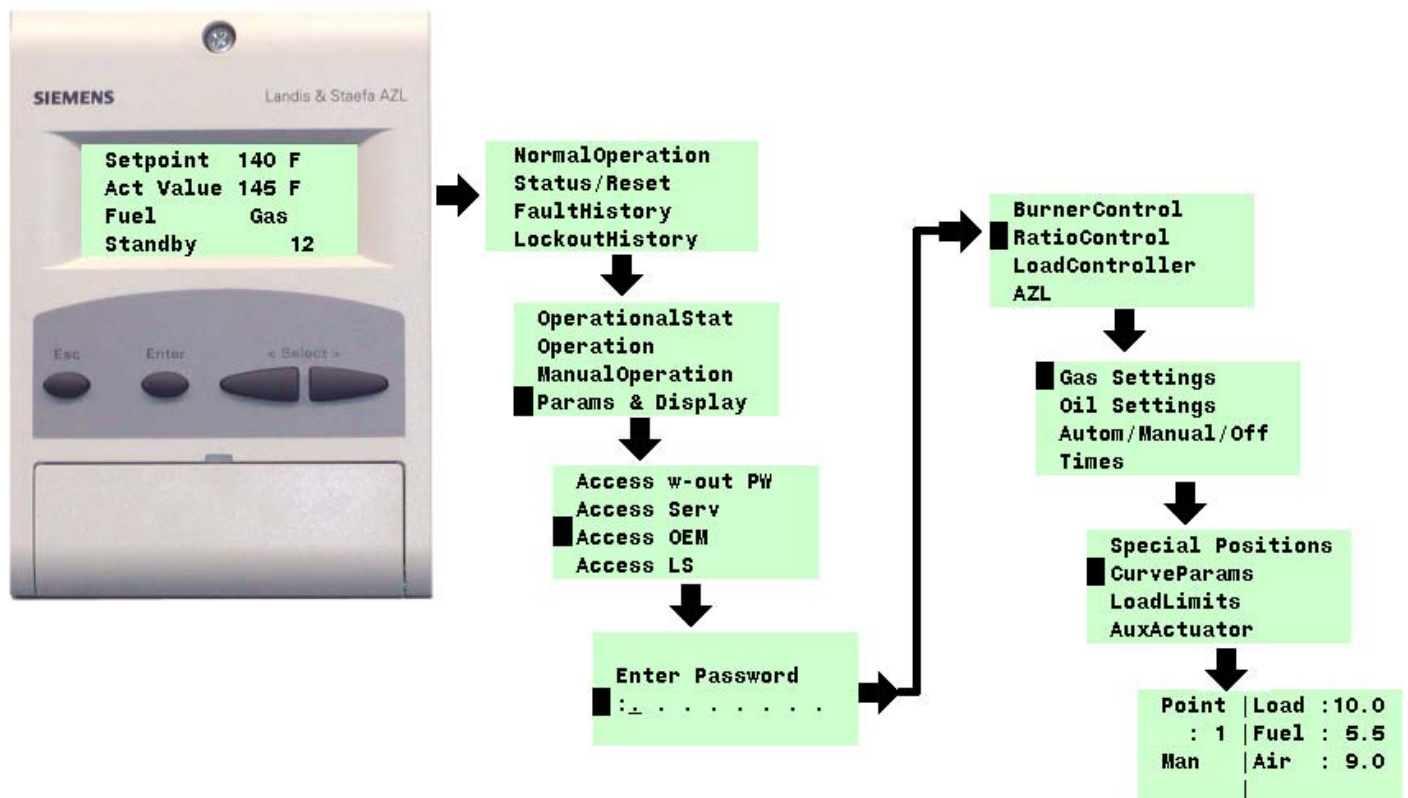 SIEMENS
Landis & Staefa AZL
Setpoint 140 F
Act Value 145 F
Fuel Gas
Standby 12
Esc
Enter
< Select >
NormalOperation
Status/Reset
FaultHistory
LockoutHistory
OperationalStat
Operation
ManualOperation
Params & Display
Access w-out PW
Access Serv
Access OEM
Access LS
Enter Password
:_ . . . . . . .
BurnerControl
RatioControl
LoadController
AZL
Gas Settings
Oil Settings
Autom/Manual/Off
Times
Special Positions
CurveParams
LoadLimits
AuxActuator
Point |Load :10.0
: 1 |Fuel : 5.5
Man |Air : 9.0
|